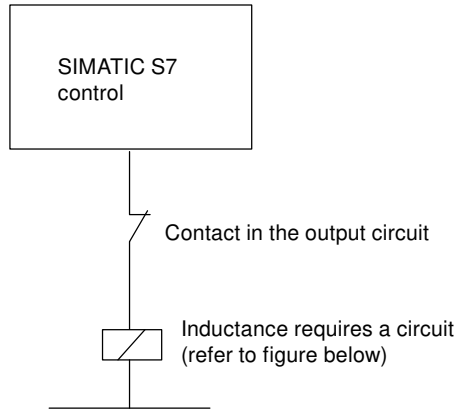 SIMATIC S7
control
Contact in the output circuit
Inductance requires a circuit
(refer to figure below)